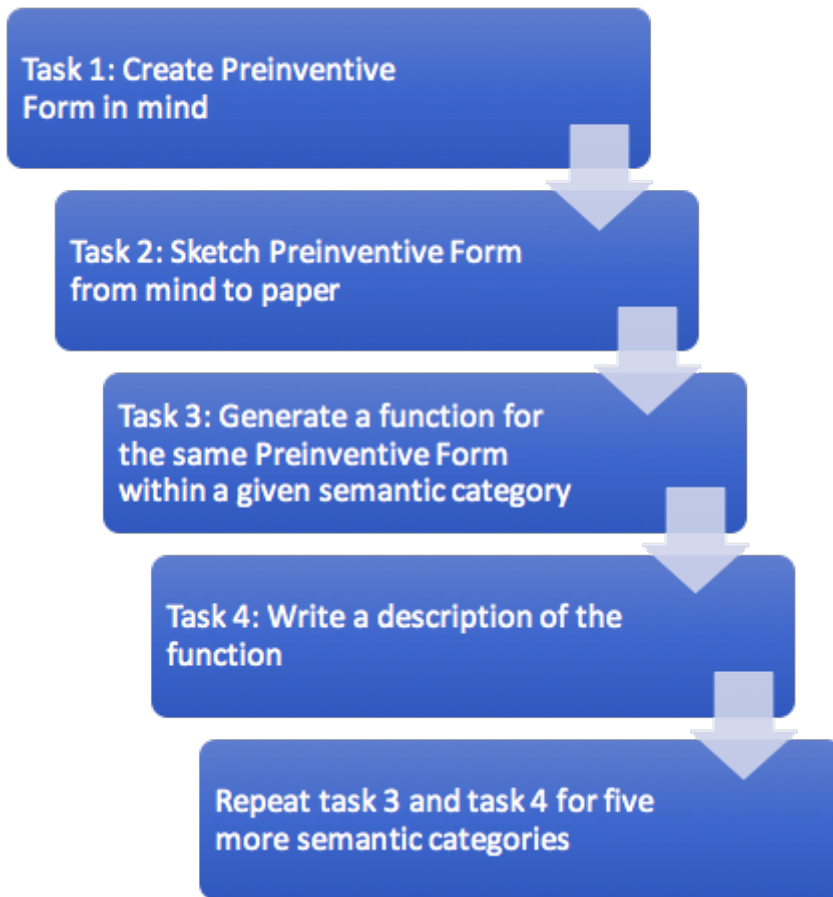 Task 1: Create Preinventive
Form in mind
Task 2: Sketch Preinventive Form
from mind to paper
Task 3: Generate a function for
the same Preinventive Form
within a given semantic category
Task 4: Write a description of the
function
Repeat task 3 and task 4 for five
more semantic categories